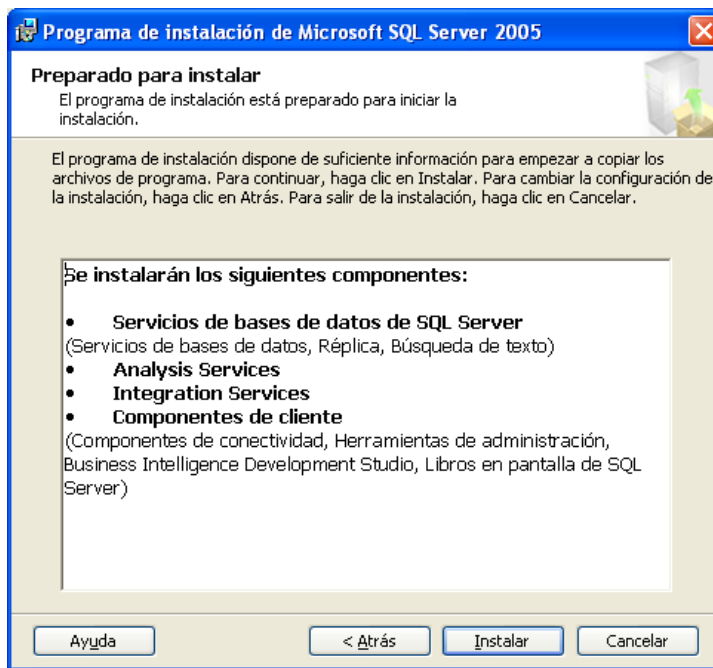 Programa de instalación de Microsoft SQL Server 2005
Preparado para instalar
El programa de instalación está preparado para iniciar la
instalación.
El programa de instalación dispone de suficiente información para empezar a copiar los
archivos de programa. Para continuar, haga clic en Instalar. Para cambiar la configuración de
la instalación, haga clic en Atrás. Para salir de la instalación, haga clic en Cancelar.
Se instalarán los siguientes componentes:
• Servicios de bases de datos de SQL Server
(Servicios de bases de datos, Réplica, Búsqueda de texto)
• Analysis Services
• Integration Services
• Componentes de cliente
(Componentes de conectividad, Herramientas de administración,
Business Intelligence Development Studio, Libros en pantalla de SQL
Server)
Ayuda < Atrás Instalar Cancelar